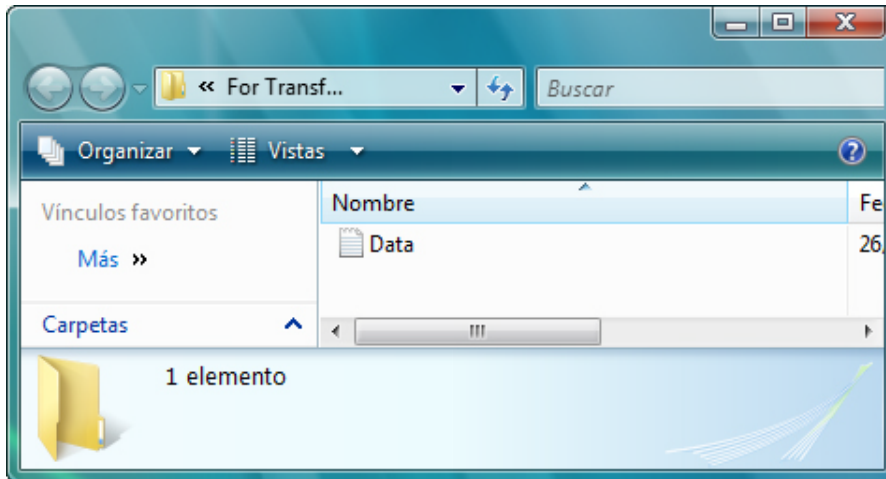 « For Transf...
Buscar
Organizar Vistas
Vínculos favoritos
Más »
Carpetas
Nombre Fe
Data 26,
1 elemento